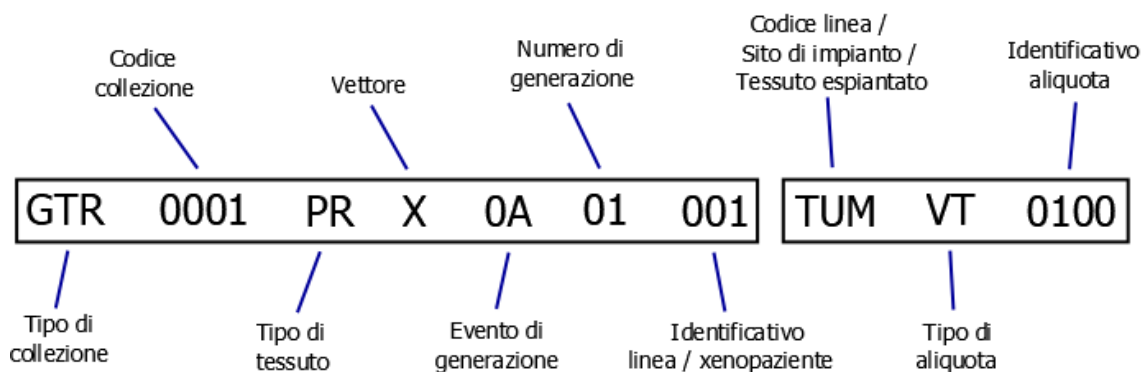 Codice
collezione
Vettore
Numero di
generazione
Codice linea /
Sito di impianto /
Tessuto espiantato
Identificativo
aliquota
GTR 0001 PR X 0A 01 001 TUM VT 0100
Tipo di
collezione
Tipo di
tessuto
Evento di
generazione
Identificativo
linea / xenopaziente
Tipo di
aliquota